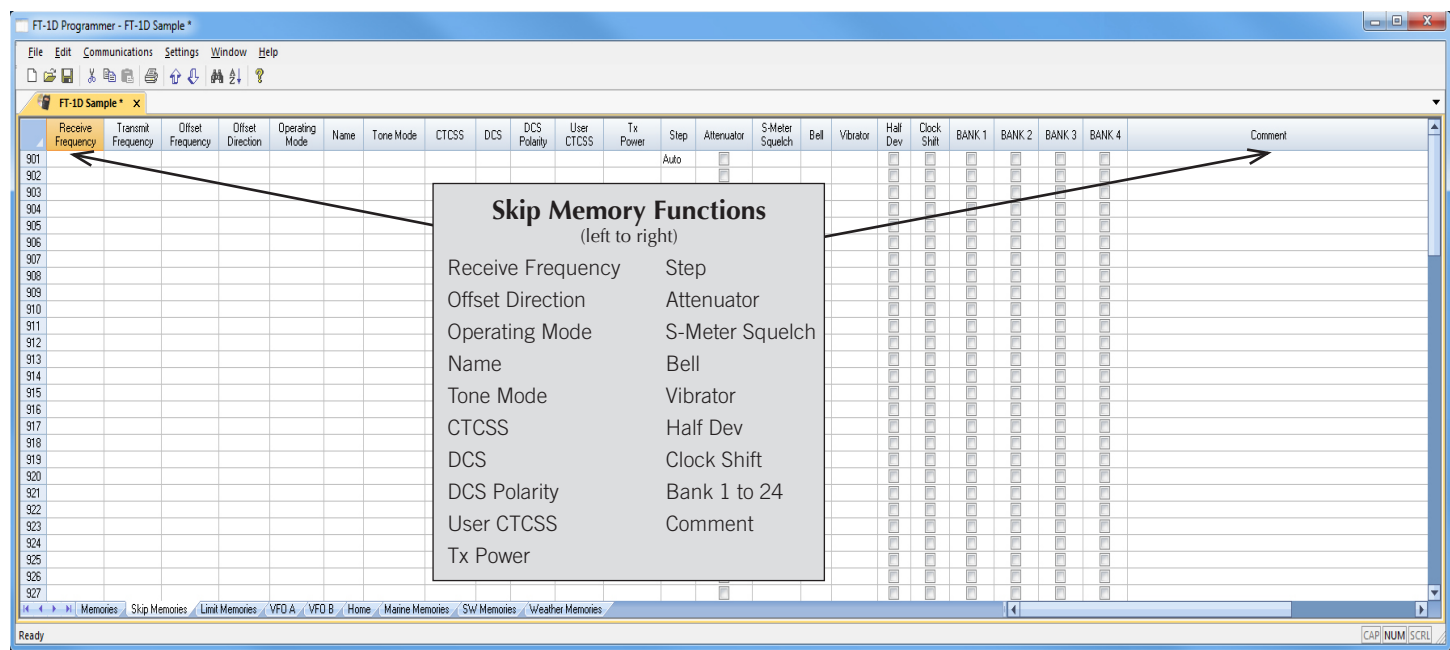 FT-1D Programmer - FT-1D Sample *
File Edit Communications Settings Window Help
FT-1D Sample * X
Receive Frequency Transmit Frequency Offset Frequency Offset Direction Operating Mode Name Tone Mode CTCSS DCS DCS Polarity User CTCSS Tx Power Step Attenuator S-Meter Squelch Bell Vibrator Half Dev Clock Shift BANK 1 BANK 2 BANK 3 BANK 4 Comment
901 Auto
902
903
904
905
906
907
908
909
910
911
912
913
914
915
916
917
918
919
920
921
922
923
924
925
926
927
Skip Memory Functions
(left to right)
Receive Frequency
Offset Direction
Operating Mode
Name
Tone Mode
CTCSS
DCS
DCS Polarity
User CTCSS
Tx Power
Step
Attenuator
S-Meter Squelch
Bell
Vibrator
Half Dev
Clock Shift
Bank 1 to 24
Comment
Memories Skip Memories Limit Memories VFO A VFO B Home Marine Memories SW Memories Weather Memories
Ready CAP NUM SCRL